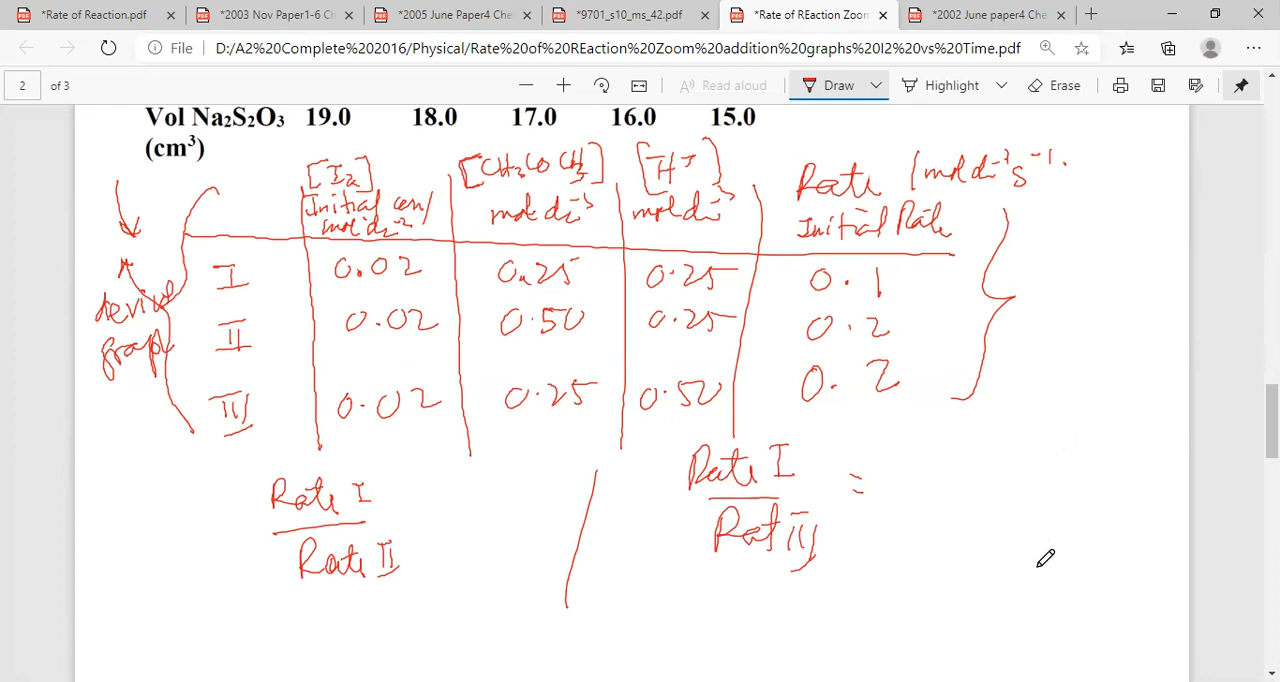 *Rate of Reaction.pdf
*2003 Nov Paper1-6 Ch
*2005 June Paper4 Che
*9701_s10_ms_42.pdf
*Rate of REaction Zoom
*2002 June paper4 Che
File
D:/A2%20Complete%202016/Physical/Rate%20of%20REaction%20Zoom%20addition%20graphs%20I2%20vs%20Time.pdf
2 of 3
Read aloud
Draw
Highlight
Erase
Vol Na₂S₂O₃ 19.0 18.0 17.0 16.0 15.0
(cm³)
[I₂] [CH₃COCH₃] [H⁺] Rate /mol dm⁻³ s⁻¹
Initial con/ mol dm⁻³ mol dm⁻³ Initial Rate
mol dm⁻³
I 0.02 0.25 0.25 0.1
derive
II 0.02 0.50 0.25 0.2
graph
III 0.02 0.25 0.50 0.2
Rate I
Rate II
Rate I =
Rat III